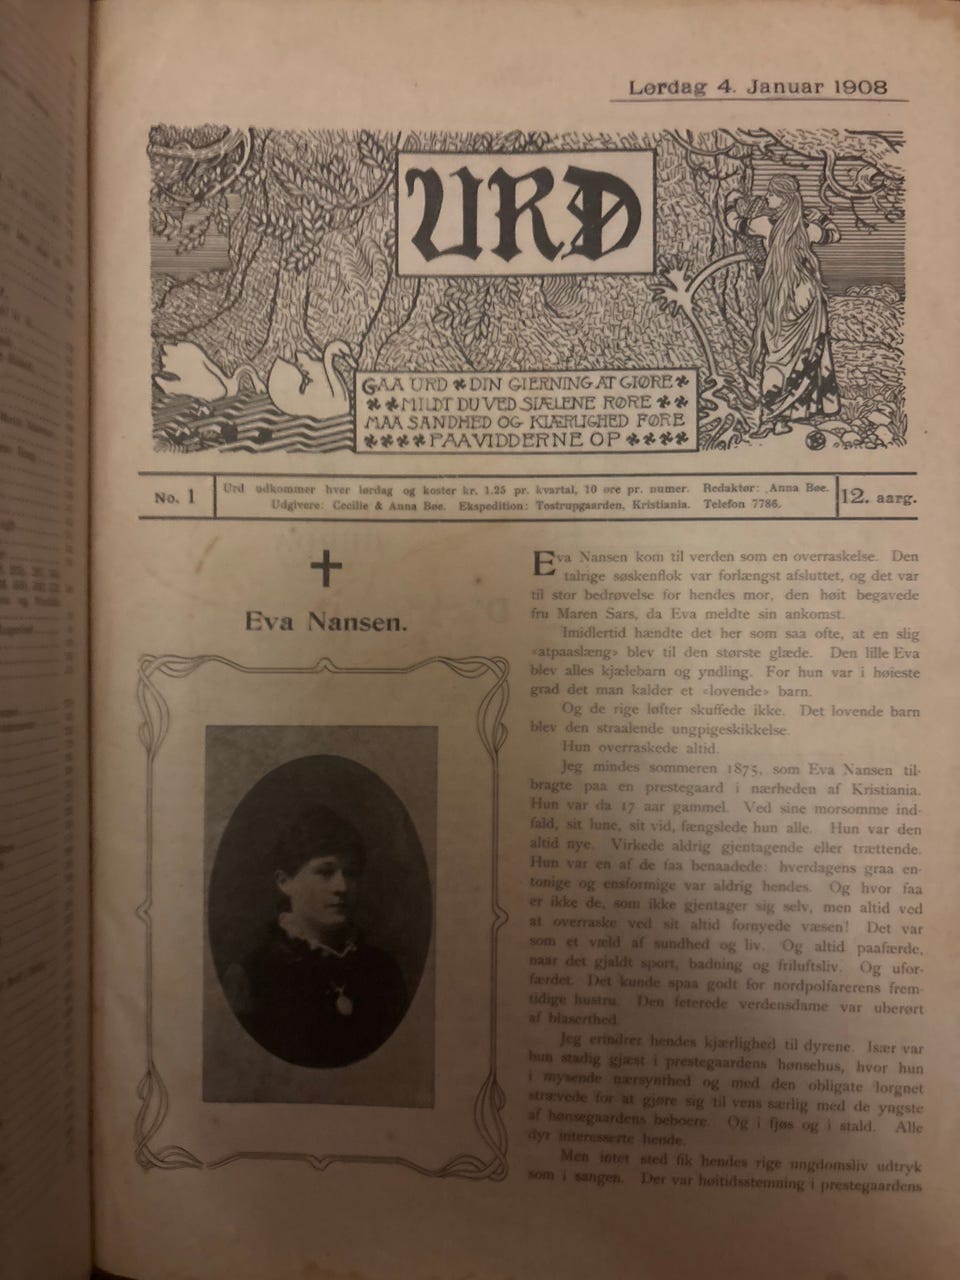 Lørdag 4. Januar 1908
URD
GAA URD ✱ DIN GIERNING AT GIØRE ✱
✱ ✱ MILDT DU VED SIÆLENE RØRE ✱ ✱
MAA SANDHED OG KIÆRLIGHED FØRE
✱ ✱ ✱ ✱ PAA VIDDERNE OP ✱ ✱ ✱ ✱
No. 1
Urd udkommer hver lørdag og koster kr. 1.25 pr. kvartal, 10 øre pr. numer. Redaktør: Anna Bøe.
Udgivere: Cecilie & Anna Bøe. Ekspedition: Tostrupgaarden, Kristiania. Telefon 7786.
12. aarg.
Eva Nansen.
Eva Nansen kom til verden som en overraskelse. Den
talrige søskenflok var forlængst afsluttet, og det var
til stor bedrøvelse for hendes mor, den høit begavede
fru Maren Sars, da Eva meldte sin ankomst.
Imidlertid hændte det her som saa ofte, at en slig
«atpaaslæng» blev til den største glæde. Den lille Eva
blev alles kjælebarn og yndling. For hun var i høieste
grad det man kalder et «lovende» barn.
Og de rige løfter skuffede ikke. Det lovende barn
blev den straalende ungpigeskikkelse.
Hun overraskede altid.
Jeg mindes sommeren 1875, som Eva Nansen til-
bragte paa en prestegaard i nærheden af Kristiania.
Hun var da 17 aar gammel. Ved sine morsomme ind-
fald, sit lune, sit vid, fængslede hun alle. Hun var den
altid nye. Virkede aldrig gjentagende eller trættende.
Hun var en af de faa benaadede: hverdagens graa en-
tonige og ensformige var aldrig hendes. Og hvor faa
er ikke de, som ikke gjentager sig selv, men altid ved
at overraske ved sit altid fornyede væsen! Det var
som et væld af sundhed og liv. Og altid paafærde,
naar det gjaldt sport, badning og friluftsliv. Og ufor-
færdet. Det kunde spaa godt for nordpolfarerens frem-
tidige hustru. Den feterede verdensdame var uberørt
af blaserthed.
Jeg erindrer hendes kjærlighed til dyrene. Især var
hun stadig gjæst i prestegaardens hønsehus, hvor hun
i mysende nærsynthed og med den obligate lorgnet
strævede for at gjøre sig til vens særlig med de yngste
af hønsegaardens beboere. Og i fjøs og i stald. Alle
dyr interesserte hende.
Men intet sted fik hendes rige ungdomsliv udtryk
som i sangen. Der var høitidsstemning i prestegaardens